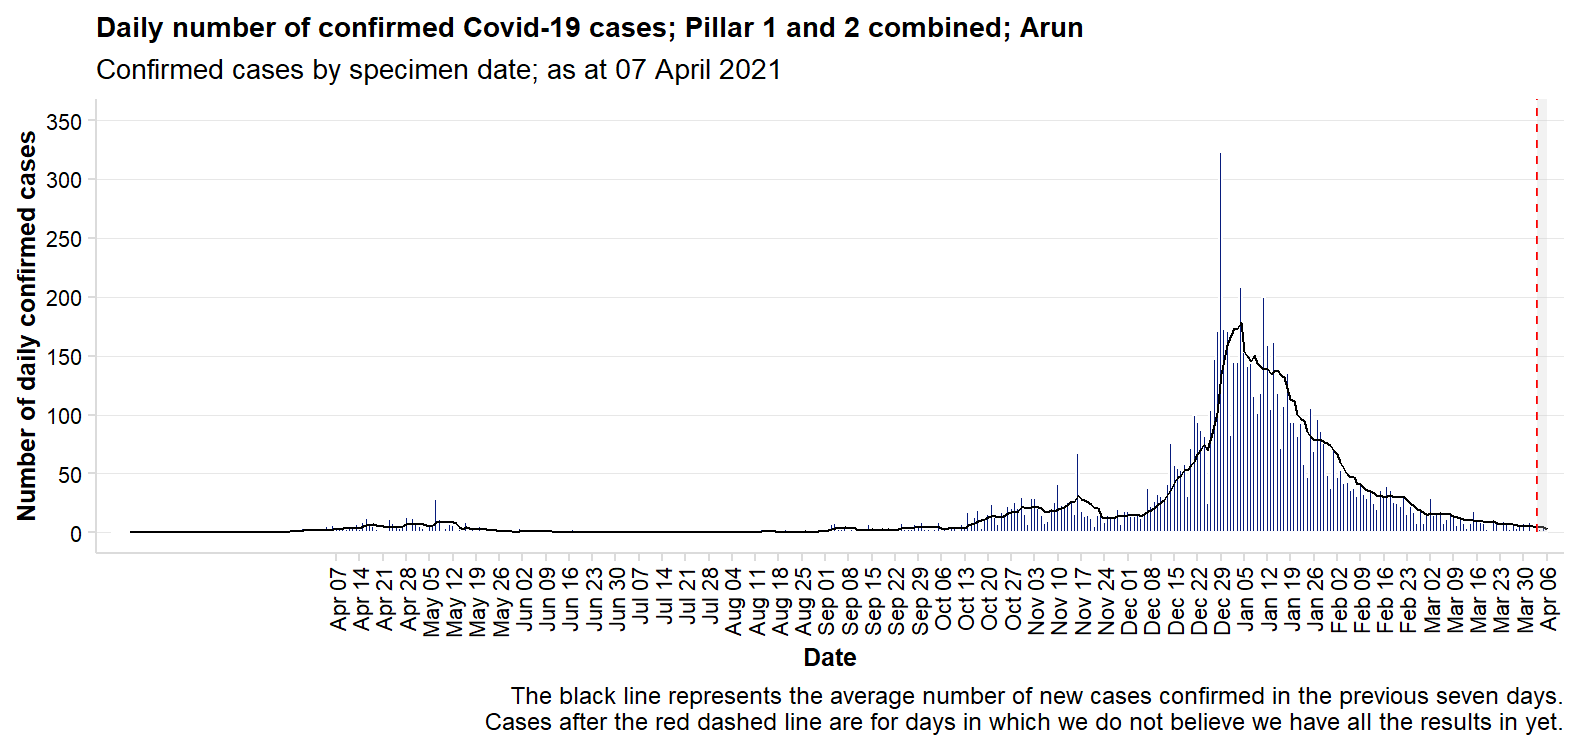 Daily number of confirmed Covid-19 cases; Pillar 1 and 2 combined; Arun
Confirmed cases by specimen date; as at 07 April 2021
Number of daily confirmed cases
350
300
250
200
150
100
50
0
Apr 07
Apr 14
Apr 21
Apr 28
May 05
May 12
May 19
May 26
Jun 02
Jun 09
Jun 16
Jun 23
Jun 30
Jul 07
Jul 14
Jul 21
Jul 28
Aug 04
Aug 11
Aug 18
Aug 25
Sep 01
Sep 08
Sep 15
Sep 22
Sep 29
Oct 06
Oct 13
Oct 20
Oct 27
Nov 03
Nov 10
Nov 17
Nov 24
Dec 01
Dec 08
Dec 15
Dec 22
Dec 29
Jan 05
Jan 12
Jan 19
Jan 26
Feb 02
Feb 09
Feb 16
Feb 23
Mar 02
Mar 09
Mar 16
Mar 23
Mar 30
Apr 06
Date
The black line represents the average number of new cases confirmed in the previous seven days.
Cases after the red dashed line are for days in which we do not believe we have all the results in yet.